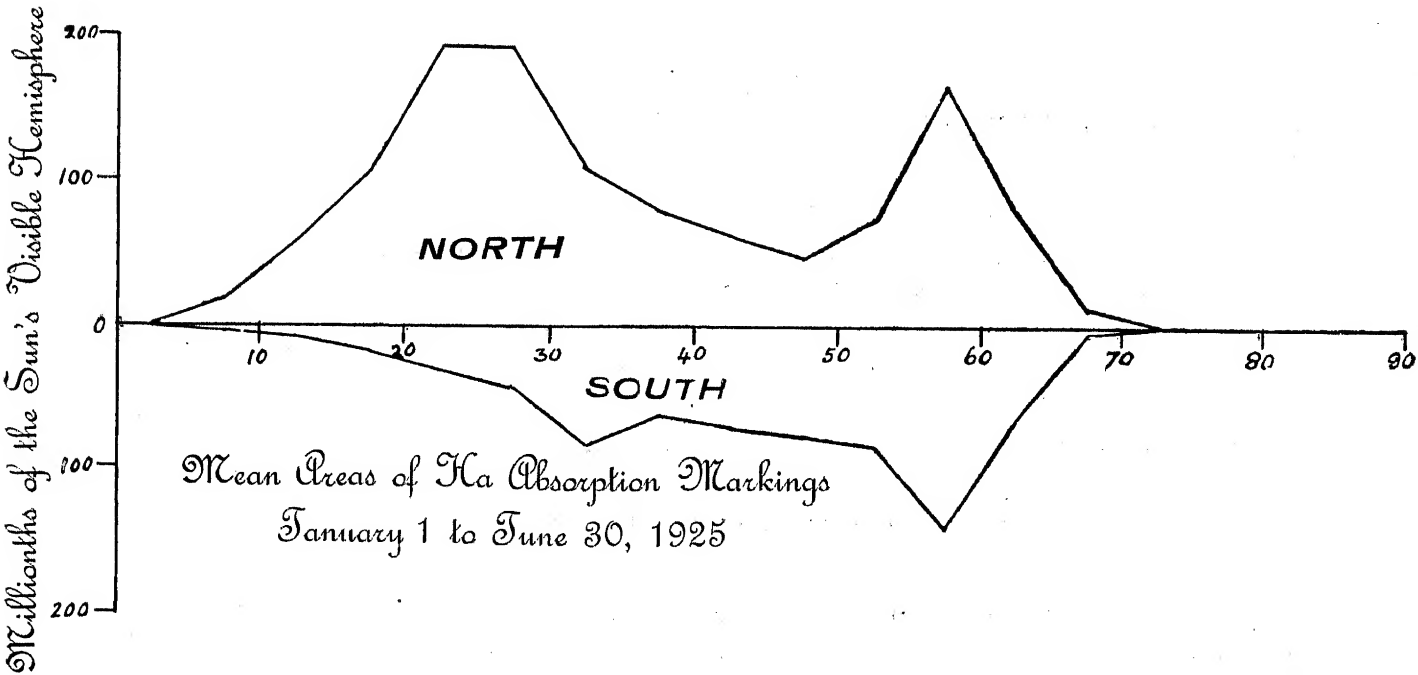 Millionths of the Sun's Visible Hemisphere
200
100
NORTH
0
10 20 30 40 50 60 70 80 90
SOUTH
100
Mean Areas of Hα Absorption Markings
January 1 to June 30, 1925
200